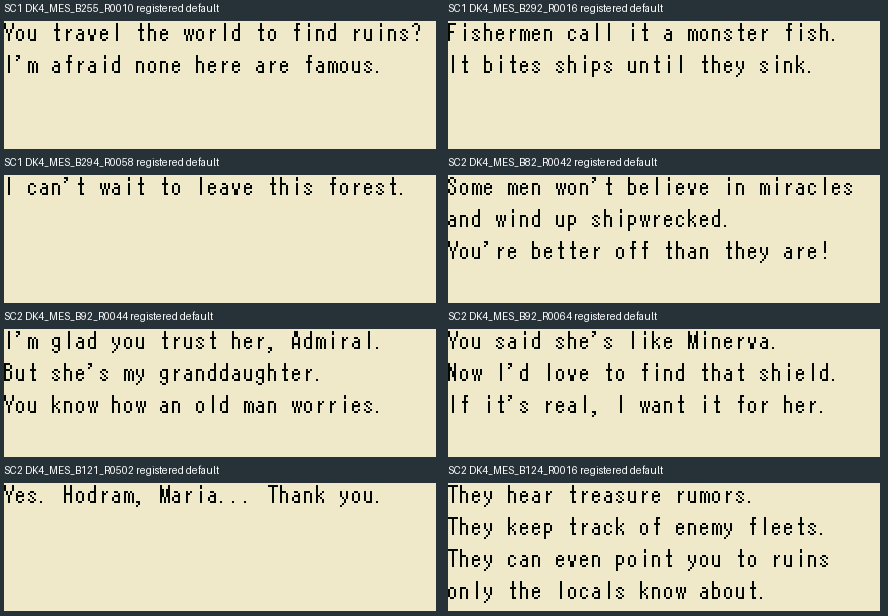 SC1 DK4_MES_B255_R0010 registered default
You travel the world to find ruins?
I'm afraid none here are famous.
SC1 DK4_MES_B292_R0016 registered default
Fishermen call it a monster fish.
It bites ships until they sink.
SC1 DK4_MES_B294_R0058 registered default
I can't wait to leave this forest.
SC2 DK4_MES_B82_R0042 registered default
Some men won't believe in miracles
and wind up shipwrecked.
You're better off than they are!
SC2 DK4_MES_B92_R0044 registered default
I'm glad you trust her, Admiral.
But she's my granddaughter.
You know how an old man worries.
SC2 DK4_MES_B92_R0064 registered default
You said she's like Minerva.
Now I'd love to find that shield.
If it's real, I want it for her.
SC2 DK4_MES_B121_R0502 registered default
Yes. Hodram, Maria... Thank you.
SC2 DK4_MES_B124_R0016 registered default
They hear treasure rumors.
They keep track of enemy fleets.
They can even point you to ruins
only the locals know about.